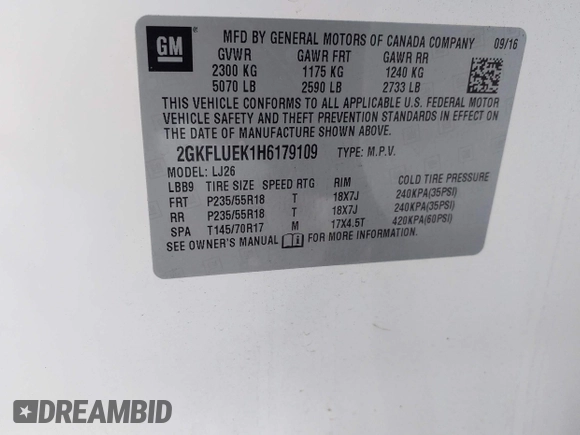 GM
MFD BY GENERAL MOTORS OF CANADA COMPANY 09/16
GVWR GAWR FRT GAWR RR
2300 KG 1175 KG 1240 KG
5070 LB 2590 LB 2733 LB
THIS VEHICLE CONFORMS TO ALL APPLICABLE U.S. FEDERAL MOTOR
VEHICLE SAFETY AND THEFT PREVENTION STANDARDS IN EFFECT ON
THE DATE OF MANUFACTURE SHOWN ABOVE.
2GKFLUEK1H6179109 TYPE: M.P.V.
MODEL: LJ26
LBB9 TIRE SIZE SPEED RTG RIM COLD TIRE PRESSURE
FRT P235/55R18 T 18X7J 240KPA(35PSI)
RR P235/55R18 T 18X7J 240KPA(35PSI)
SPA T145/70R17 M 17X4.5T 420KPA(60PSI)
SEE OWNER'S MANUAL FOR MORE INFORMATION.
DREAMBID